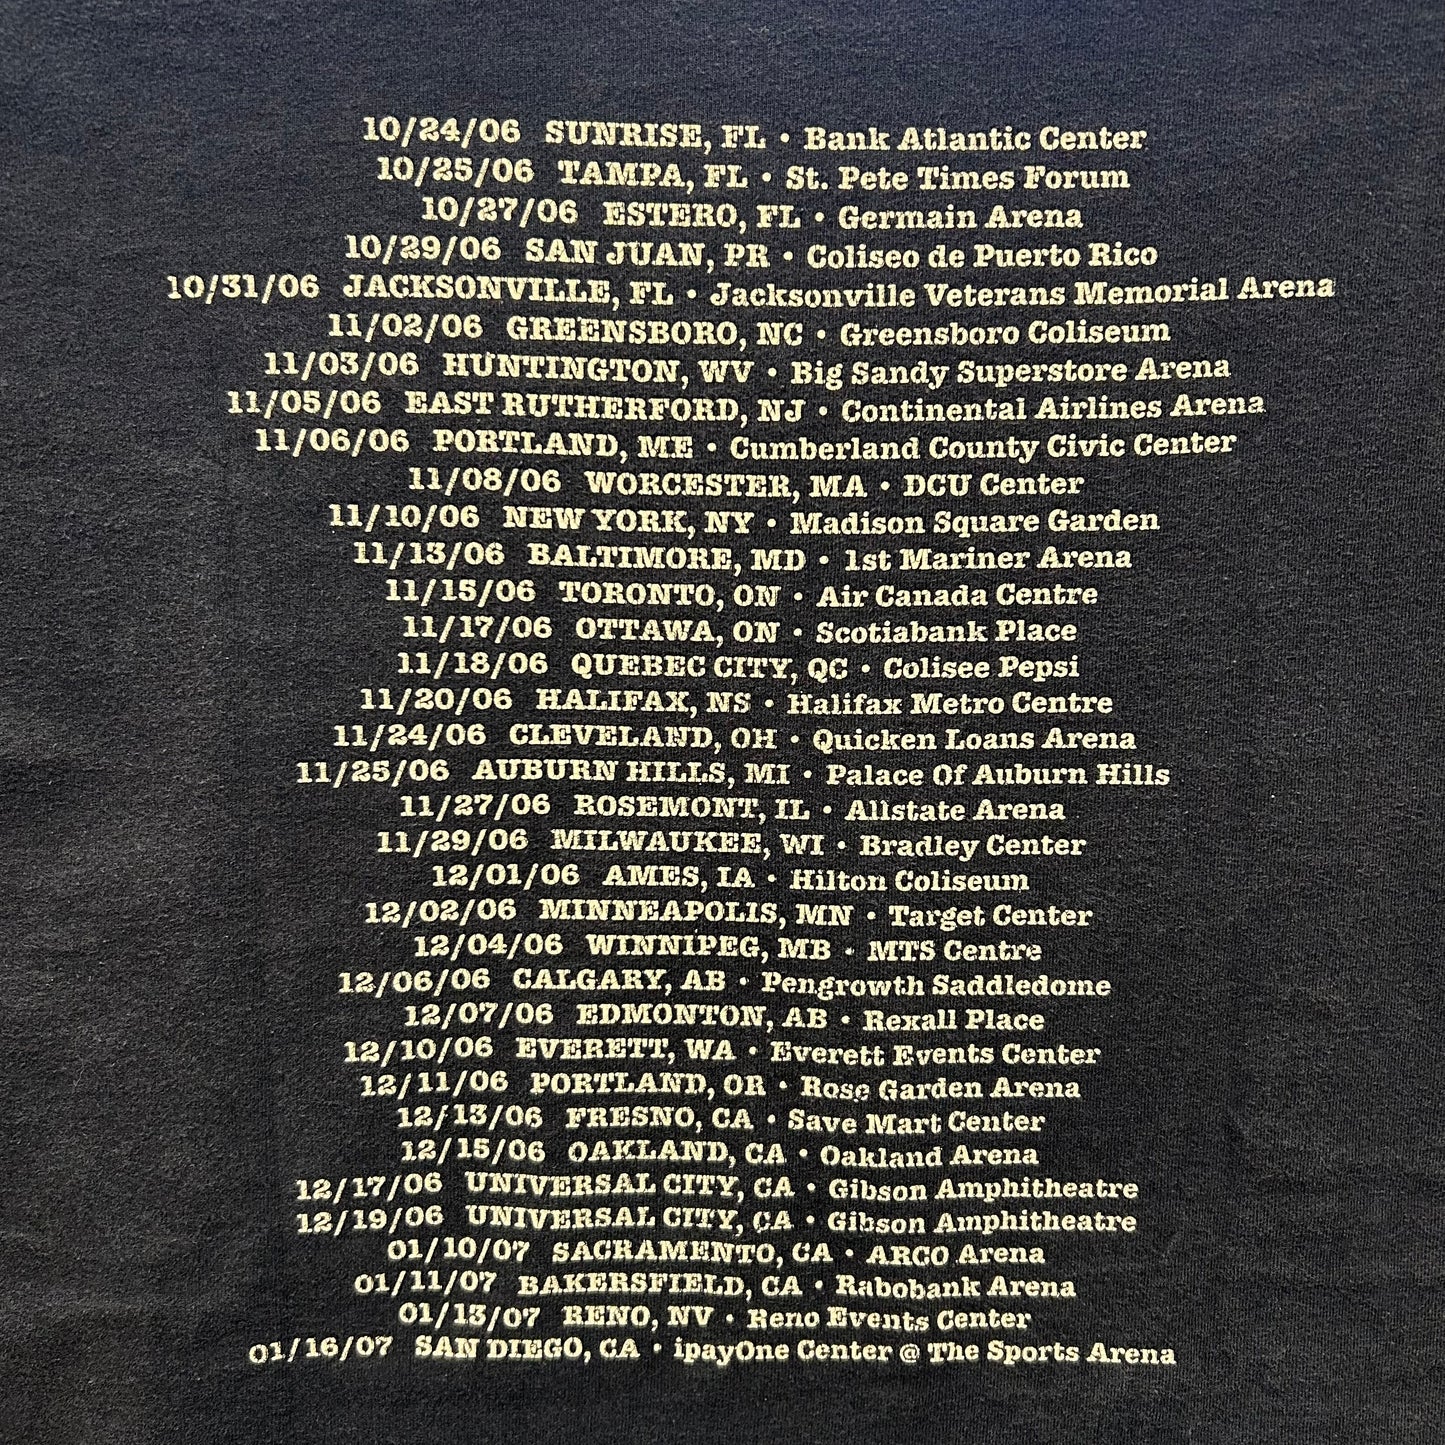 10/24/06 SUNRISE, FL • Bank Atlantic Center
10/25/06 TAMPA, FL • St. Pete Times Forum
10/27/06 ESTERO, FL • Germain Arena
10/29/06 SAN JUAN, PR • Coliseo de Puerto Rico
10/31/06 JACKSONVILLE, FL • Jacksonville Veterans Memorial Arena
11/02/06 GREENSBORO, NC • Greensboro Coliseum
11/03/06 HUNTINGTON, WV • Big Sandy Superstore Arena
11/05/06 EAST RUTHERFORD, NJ • Continental Airlines Arena
11/06/06 PORTLAND, ME • Cumberland County Civic Center
11/08/06 WORCESTER, MA • DCU Center
11/10/06 NEW YORK, NY • Madison Square Garden
11/13/06 BALTIMORE, MD • 1st Mariner Arena
11/15/06 TORONTO, ON • Air Canada Centre
11/17/06 OTTAWA, ON • Scotiabank Place
11/18/06 QUEBEC CITY, QC • Colisee Pepsi
11/20/06 HALIFAX, NS • Halifax Metro Centre
11/24/06 CLEVELAND, OH • Quicken Loans Arena
11/25/06 AUBURN HILLS, MI • Palace Of Auburn Hills
11/27/06 ROSEMONT, IL • Allstate Arena
11/29/06 MILWAUKEE, WI • Bradley Center
12/01/06 AMES, IA • Hilton Coliseum
12/02/06 MINNEAPOLIS, MN • Target Center
12/04/06 WINNIPEG, MB • MTS Centre
12/06/06 CALGARY, AB • Pengrowth Saddledome
12/07/06 EDMONTON, AB • Rexall Place
12/10/06 EVERETT, WA • Everett Events Center
12/11/06 PORTLAND, OR • Rose Garden Arena
12/13/06 FRESNO, CA • Save Mart Center
12/15/06 OAKLAND, CA • Oakland Arena
12/17/06 UNIVERSAL CITY, CA • Gibson Amphitheatre
12/19/06 UNIVERSAL CITY, CA • Gibson Amphitheatre
01/10/07 SACRAMENTO, CA • ARCO Arena
01/11/07 BAKERSFIELD, CA • Rabobank Arena
01/13/07 RENO, NV • Reno Events Center
01/16/07 SAN DIEGO, CA • ipayOne Center @ The Sports Arena